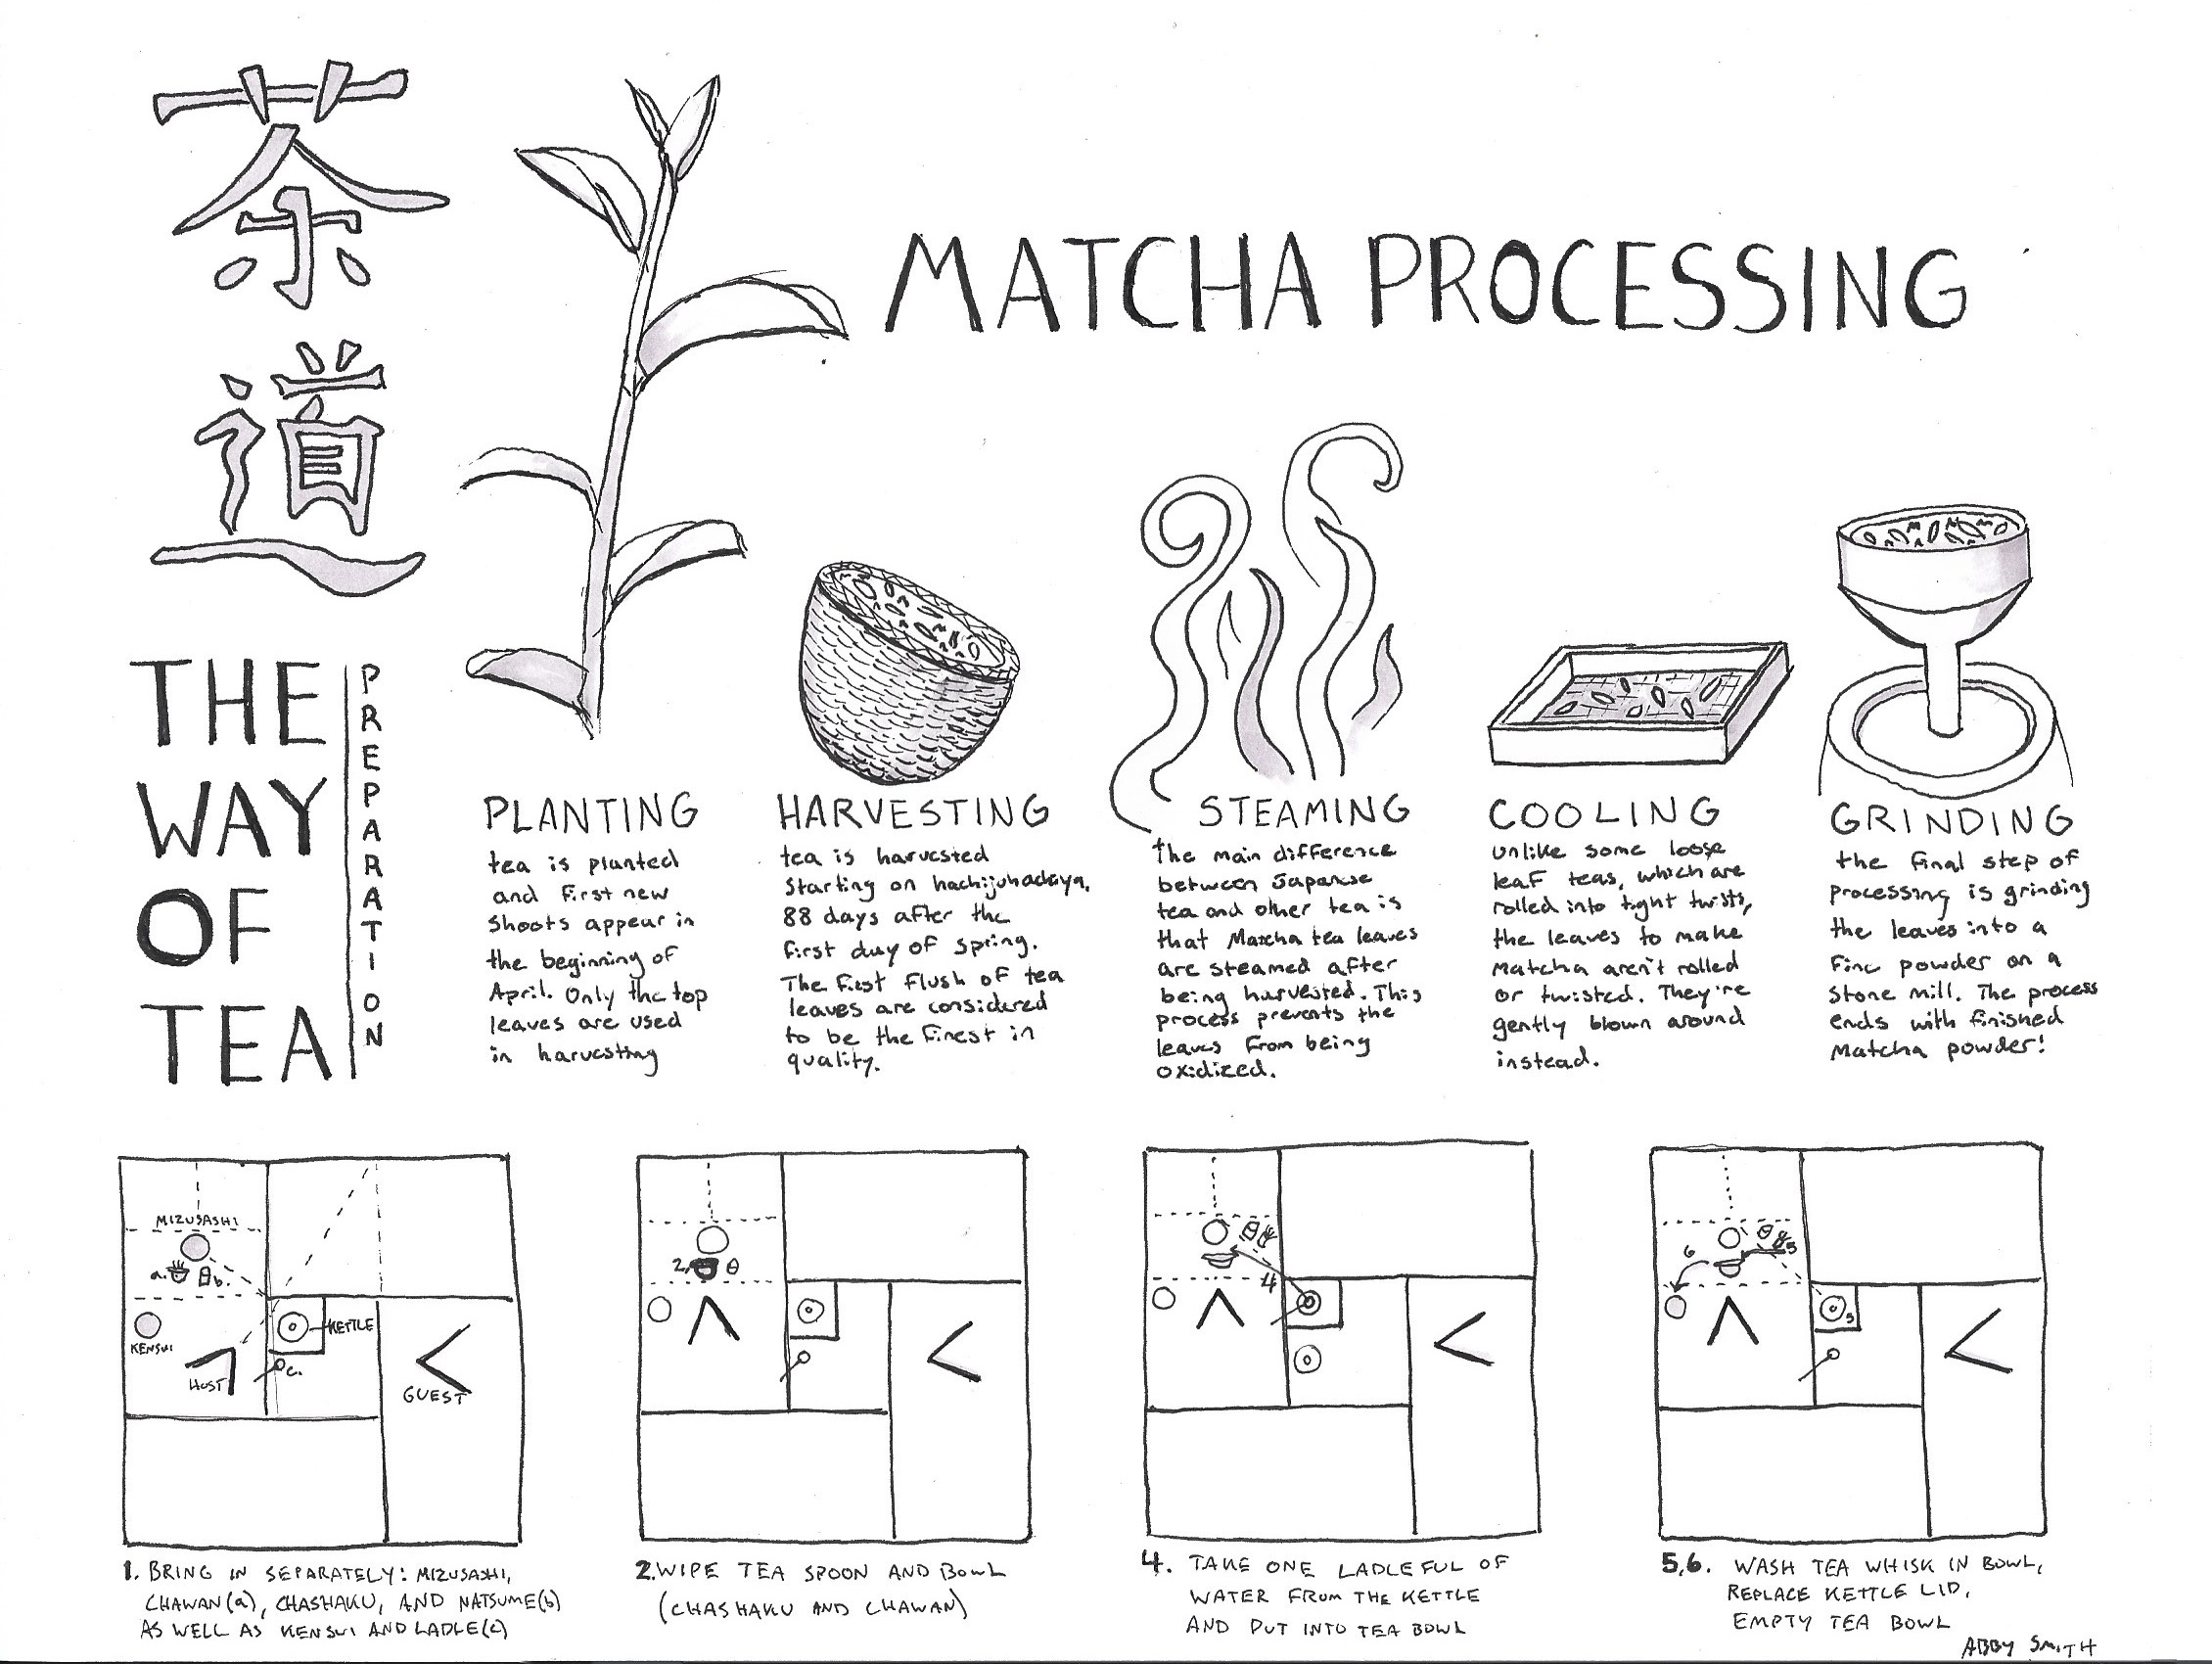 茶
道
THE
WAY
OF
TEA
PREPARATION
MATCHA PROCESSING
PLANTING
tea is planted
and first new
shoots appear in
the beginning of
April. Only the top
leaves are used
in harvesting
HARVESTING
tea is harvested
starting on hachijuhachiya,
88 days after the
first day of spring.
The first flush of tea
leaves are considered
to be the finest in
quality.
STEAMING
The main difference
between Japanese
tea and other tea is
that Matcha tea leaves
are steamed after
being harvested. This
process prevents the
leaves from being
oxidized.
COOLING
unlike some loose
leaf teas, which are
rolled into tight twists,
the leaves to make
Matcha aren't rolled
or twisted. They're
gently blown around
instead.
GRINDING
the final step of
processing is grinding
the leaves into a
fine powder on a
stone mill. The process
ends with finished
Matcha powder!
MIZUSASHI
a.
b.
KENSUI
KETTLE
HOST
c.
GUEST
1. BRING IN SEPARATELY: MIZUSASHI,
CHAWAN(a), CHASHAKU, AND NATSUME(b)
AS WELL AS KENSUI AND LADLE(c)
2.
2. WIPE TEA SPOON AND BOWL
(CHASHAKU AND CHAWAN)
4
4. TAKE ONE LADLEFUL OF
WATER FROM THE KETTLE
AND PUT INTO TEA BOWL
6
5
5
5,6. WASH TEA WHISK IN BOWL,
REPLACE KETTLE LID,
EMPTY TEA BOWL
ABBY SMITH